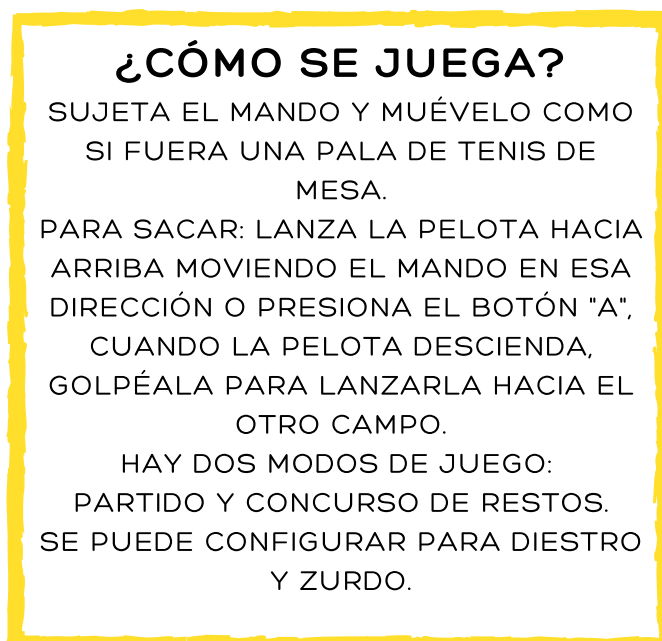 ¿CÓMO SE JUEGA?
SUJETA EL MANDO Y MUÉVELO COMO
SI FUERA UNA PALA DE TENIS DE
MESA.
PARA SACAR: LANZA LA PELOTA HACIA
ARRIBA MOVIENDO EL MANDO EN ESA
DIRECCIÓN O PRESIONA EL BOTÓN "A",
CUANDO LA PELOTA DESCIENDA,
GOLPÉALA PARA LANZARLA HACIA EL
OTRO CAMPO.
HAY DOS MODOS DE JUEGO:
PARTIDO Y CONCURSO DE RESTOS.
SE PUEDE CONFIGURAR PARA DIESTRO
Y ZURDO.